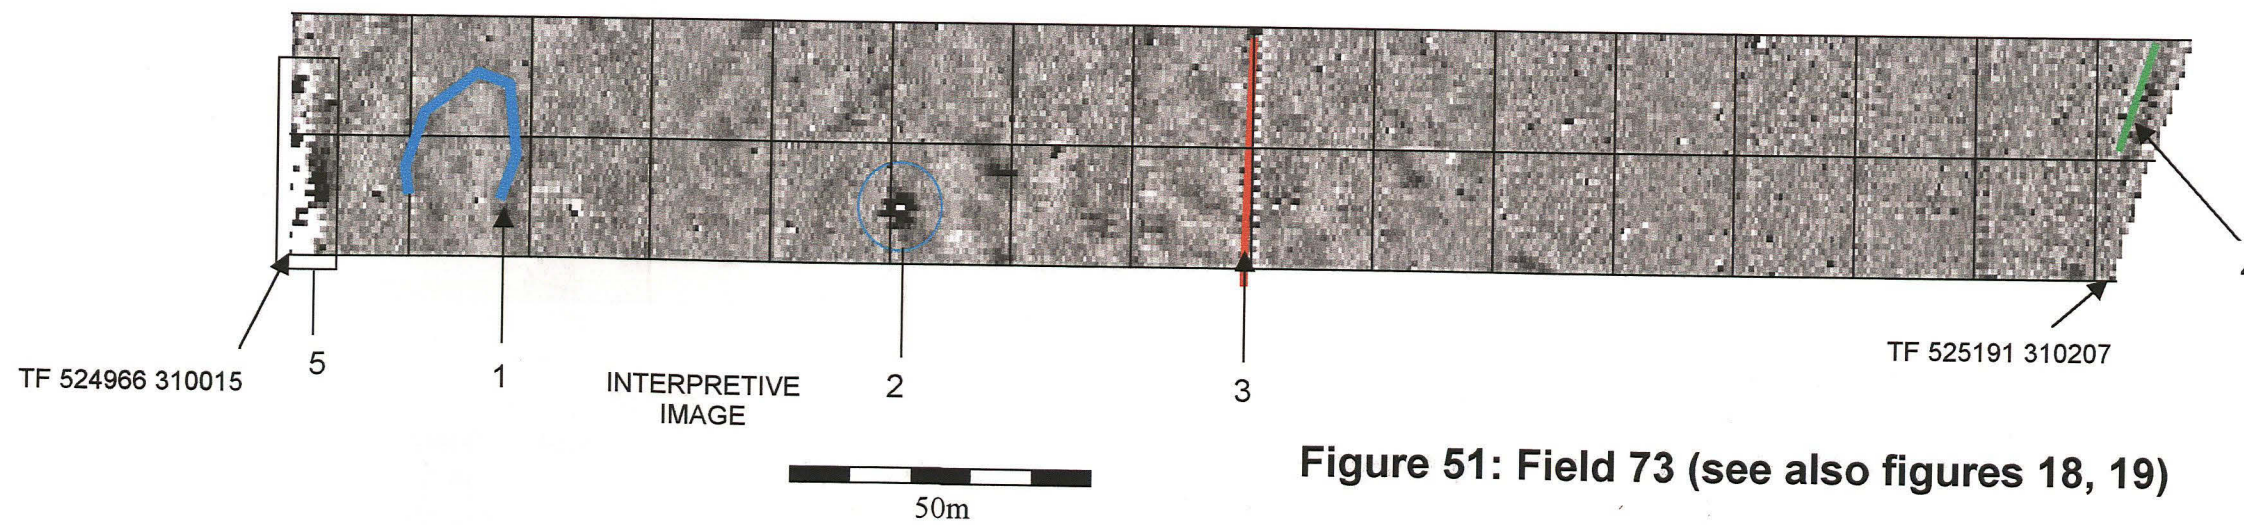 TF 524966 310015
5
1
INTERPRETIVE
IMAGE
2
3
TF 525191 310207
50m
Figure 51: Field 73 (see also figures 18, 19)